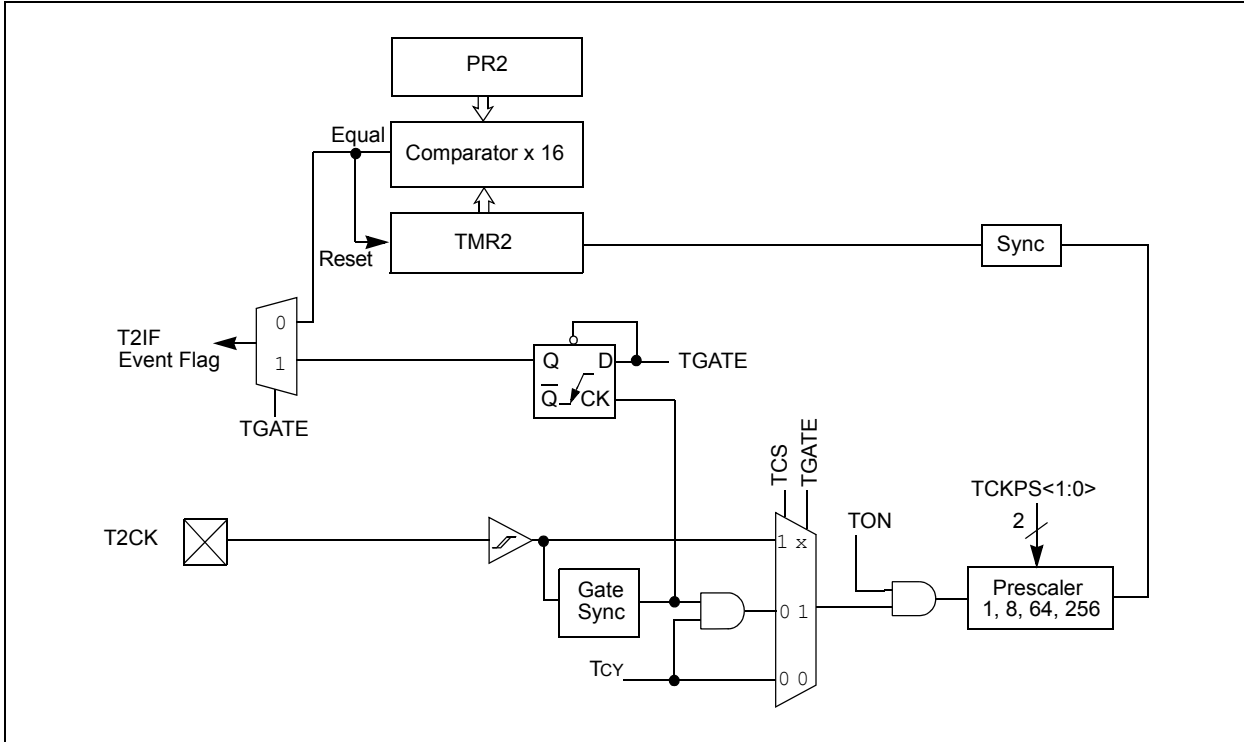 PR2
Equal
Comparator x 16
Reset
TMR2
Sync
T2IF
Event Flag
0
1
TGATE
Q
D
TGATE
Q̅
CK
TCS
TGATE
TCKPS<1:0>
2
T2CK
1 x
TON
Gate
Sync
0 1
Prescaler
1, 8, 64, 256
TCY
0 0